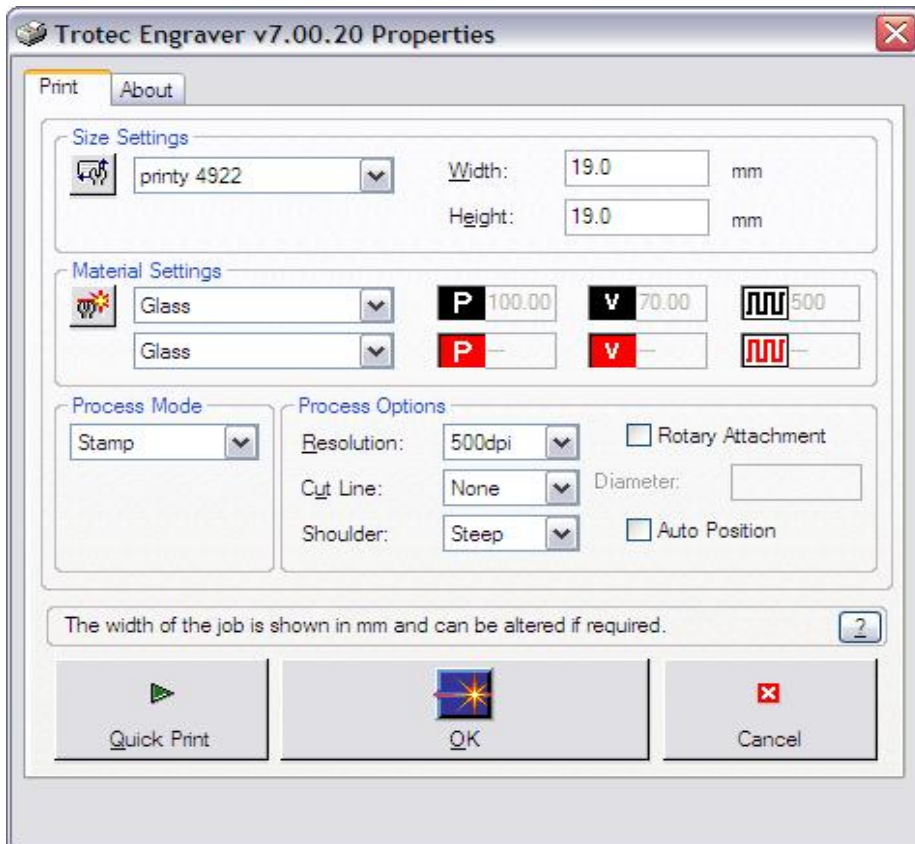 Trotec Engraver v7.00.20 Properties
Print About
Size Settings
printy 4922 Width: 19.0 mm
Height: 19.0 mm
Material Settings
Glass P 100.00 V 70.00 500
Glass P --- V --- ---
Process Mode Process Options
Stamp Resolution: 500dpi Rotary Attachment
Cut Line: None Diameter:
Shoulder: Steep Auto Position
The width of the job is shown in mm and can be altered if required. ?
Quick Print OK Cancel